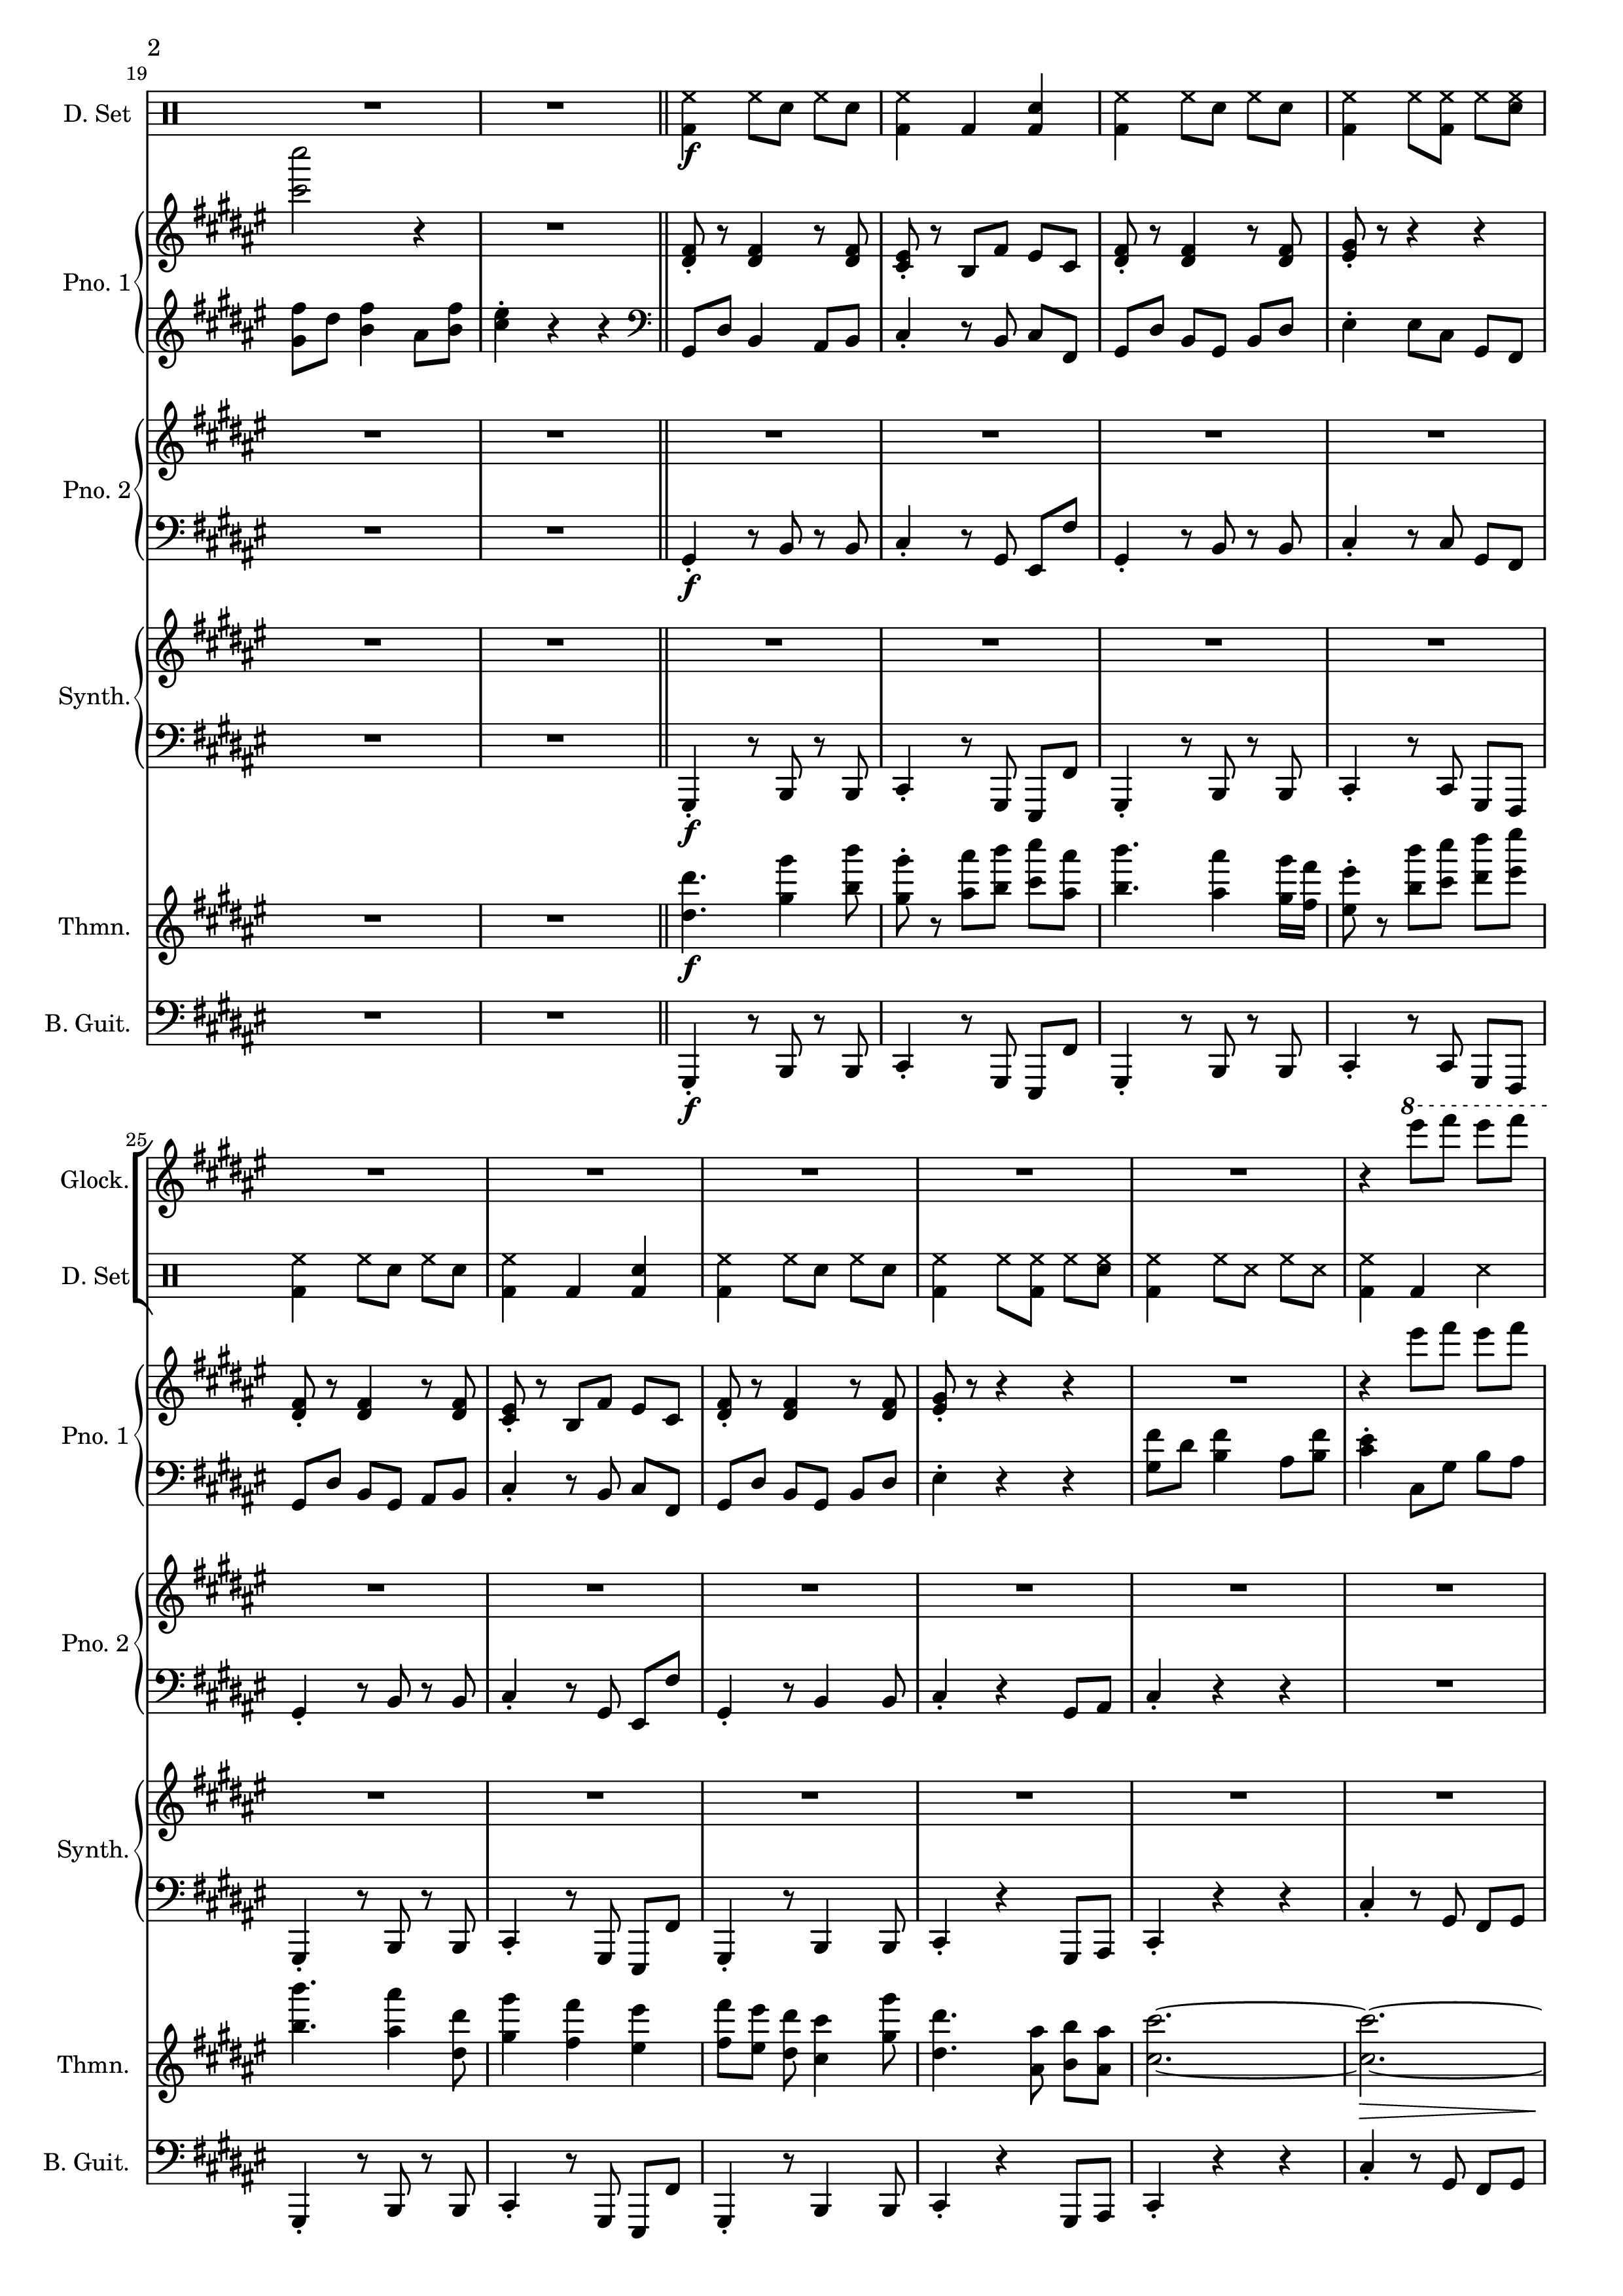 2
19
D. Set
f
Pno. 1
Pno. 2
f
Synth.
f
Thmn.
f
B. Guit.
f
25
8
Glock.
D. Set
Pno. 1
Pno. 2
Synth.
Thmn.
B. Guit.